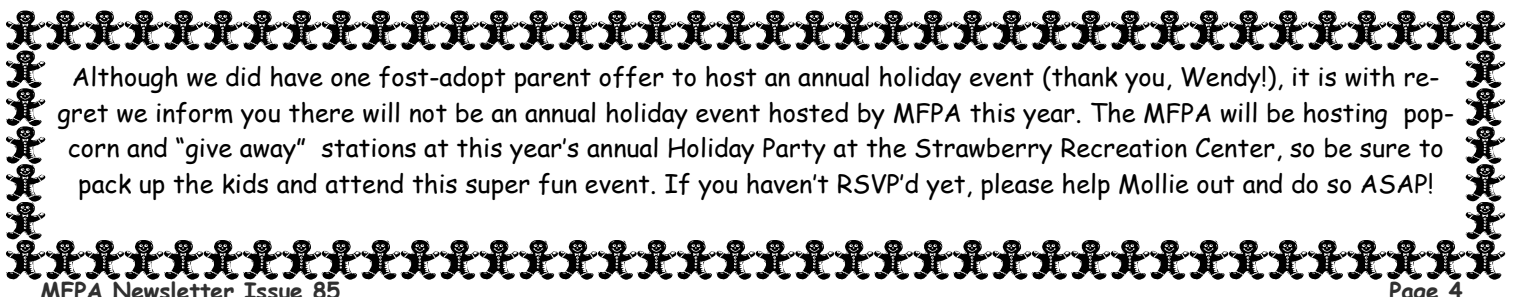 Although we did have one fost-adopt parent offer to host an annual holiday event (thank you, Wendy!), it is with re-
gret we inform you there will not be an annual holiday event hosted by MFPA this year. The MFPA will be hosting pop-
corn and “give away” stations at this year’s annual Holiday Party at the Strawberry Recreation Center, so be sure to
pack up the kids and attend this super fun event. If you haven’t RSVP’d yet, please help Mollie out and do so ASAP!
MFPA Newsletter Issue 85 Page 4